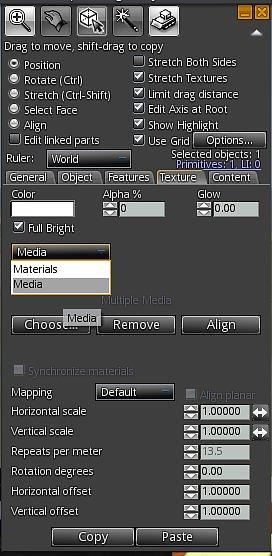 Drag to move, shift-drag to copy
Position
Rotate (Ctrl)
Stretch (Ctrl-Shift)
Select Face
Align
Edit linked parts
Stretch Both Sides
Stretch Textures
Limit drag distance
Edit Axis at Root
Show Highlight
Use Grid Options...
Ruler: World
Selected objects: 1
Primitives: 1, LI: 0
General Object Features Texture Content
Color Alpha % Glow
0 0.00
Full Bright
Media
Materials
Media
Multiple Media
Media
Choose... Remove Align
Synchronize materials
Mapping Default Align planar
Horizontal scale 1.00000
Vertical scale 1.00000
Repeats per meter 13.5
Rotation degrees 0.00
Horizontal offset 1.00000
Vertical offset 1.00000
Copy Paste